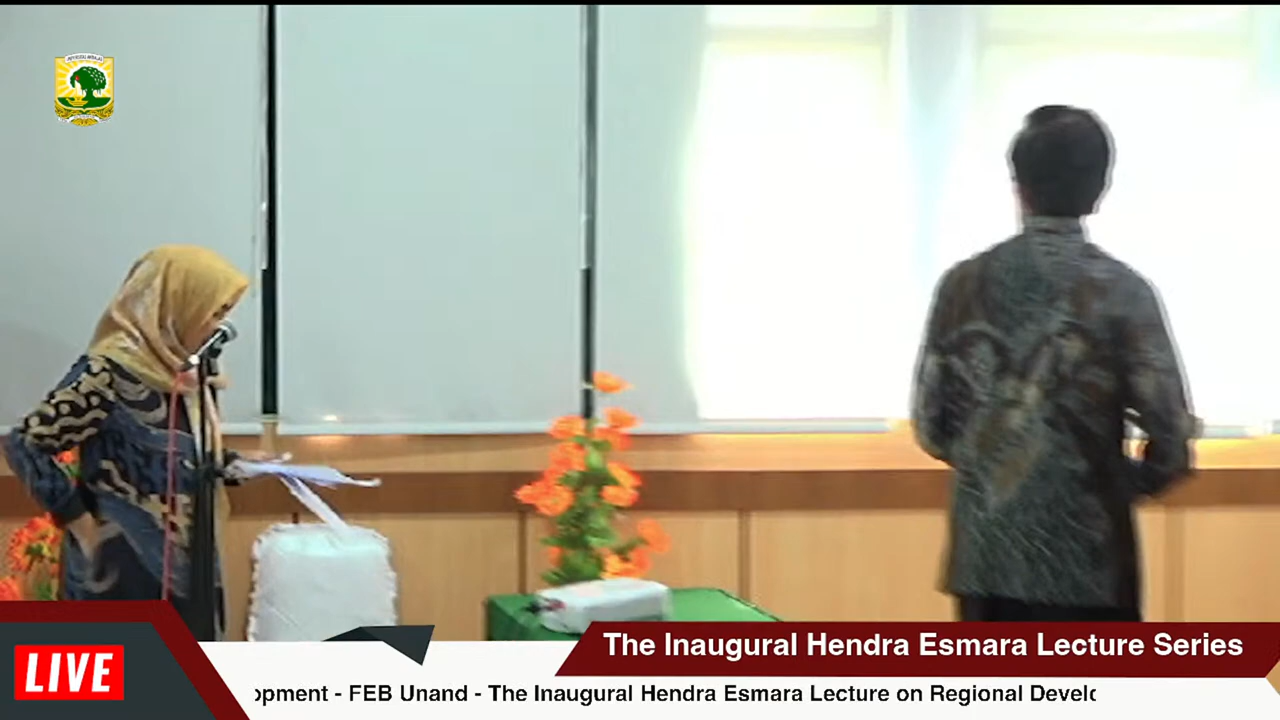 The Inaugural Hendra Esmara Lecture Series
LIVE
opment - FEB Unand - The Inaugural Hendra Esmara Lecture on Regional Develo